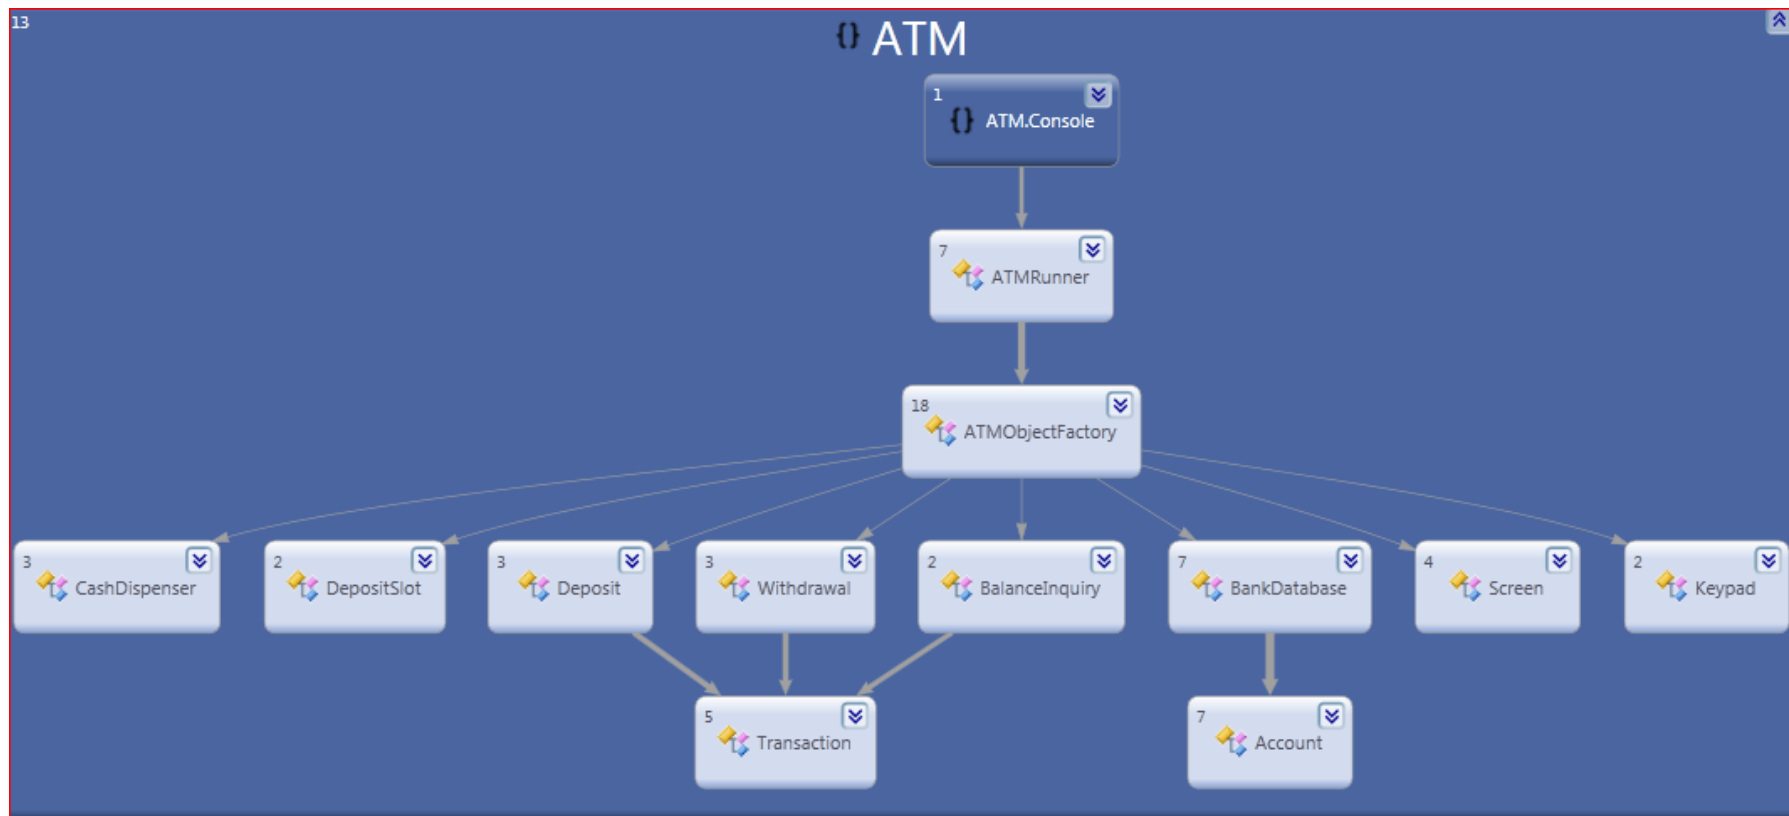 13
{} ATM
1
{} ATM.Console
7
ATMRunner
18
ATMObjectFactory
3
CashDispenser
2
DepositSlot
3
Deposit
3
Withdrawal
2
BalanceInquiry
7
BankDatabase
4
Screen
2
Keypad
5
Transaction
7
Account